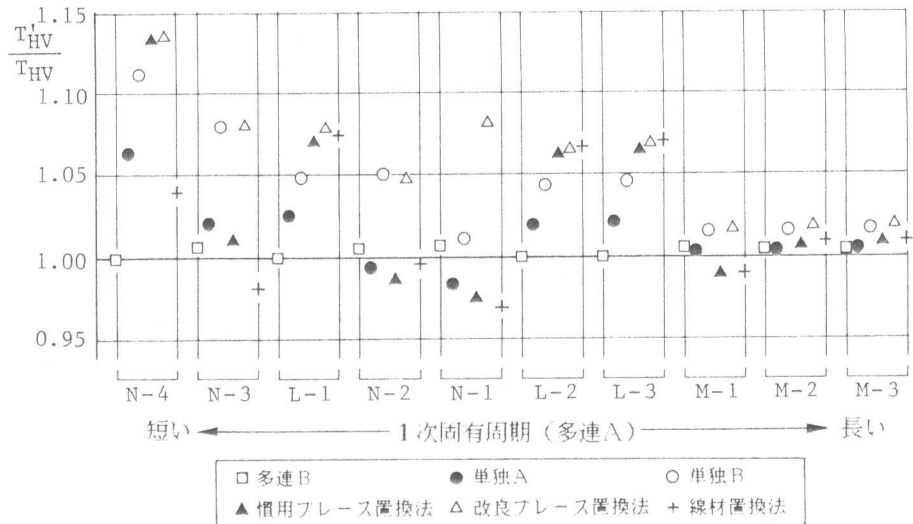 1.15
T'HV
THV
1.10
1.05
1.00
0.95
N-4 N-3 L-1 N-2 N-1 L-2 L-3 M-1 M-2 M-3
短い 1次固有周期（多連A） 長い
□ 多連B ● 単独A ○ 単独B
▲ 慣用ブレース置換法 △ 改良ブレース置換法 + 線材置換法